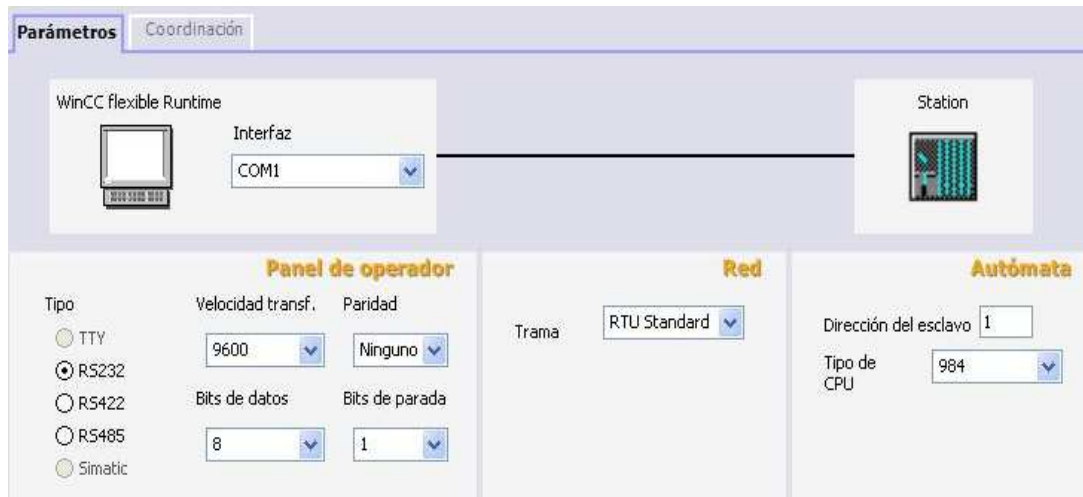 Parámetros Coordinación
WinCC flexible Runtime
Interfaz
COM1
Station
Panel de operador
Tipo
TTY
RS232
RS422
RS485
Simatic
Velocidad transf.
9600
Paridad
Ninguno
Bits de datos
8
Bits de parada
1
Red
Trama
RTU Standard
Autómata
Dirección del esclavo 1
Tipo de
CPU
984